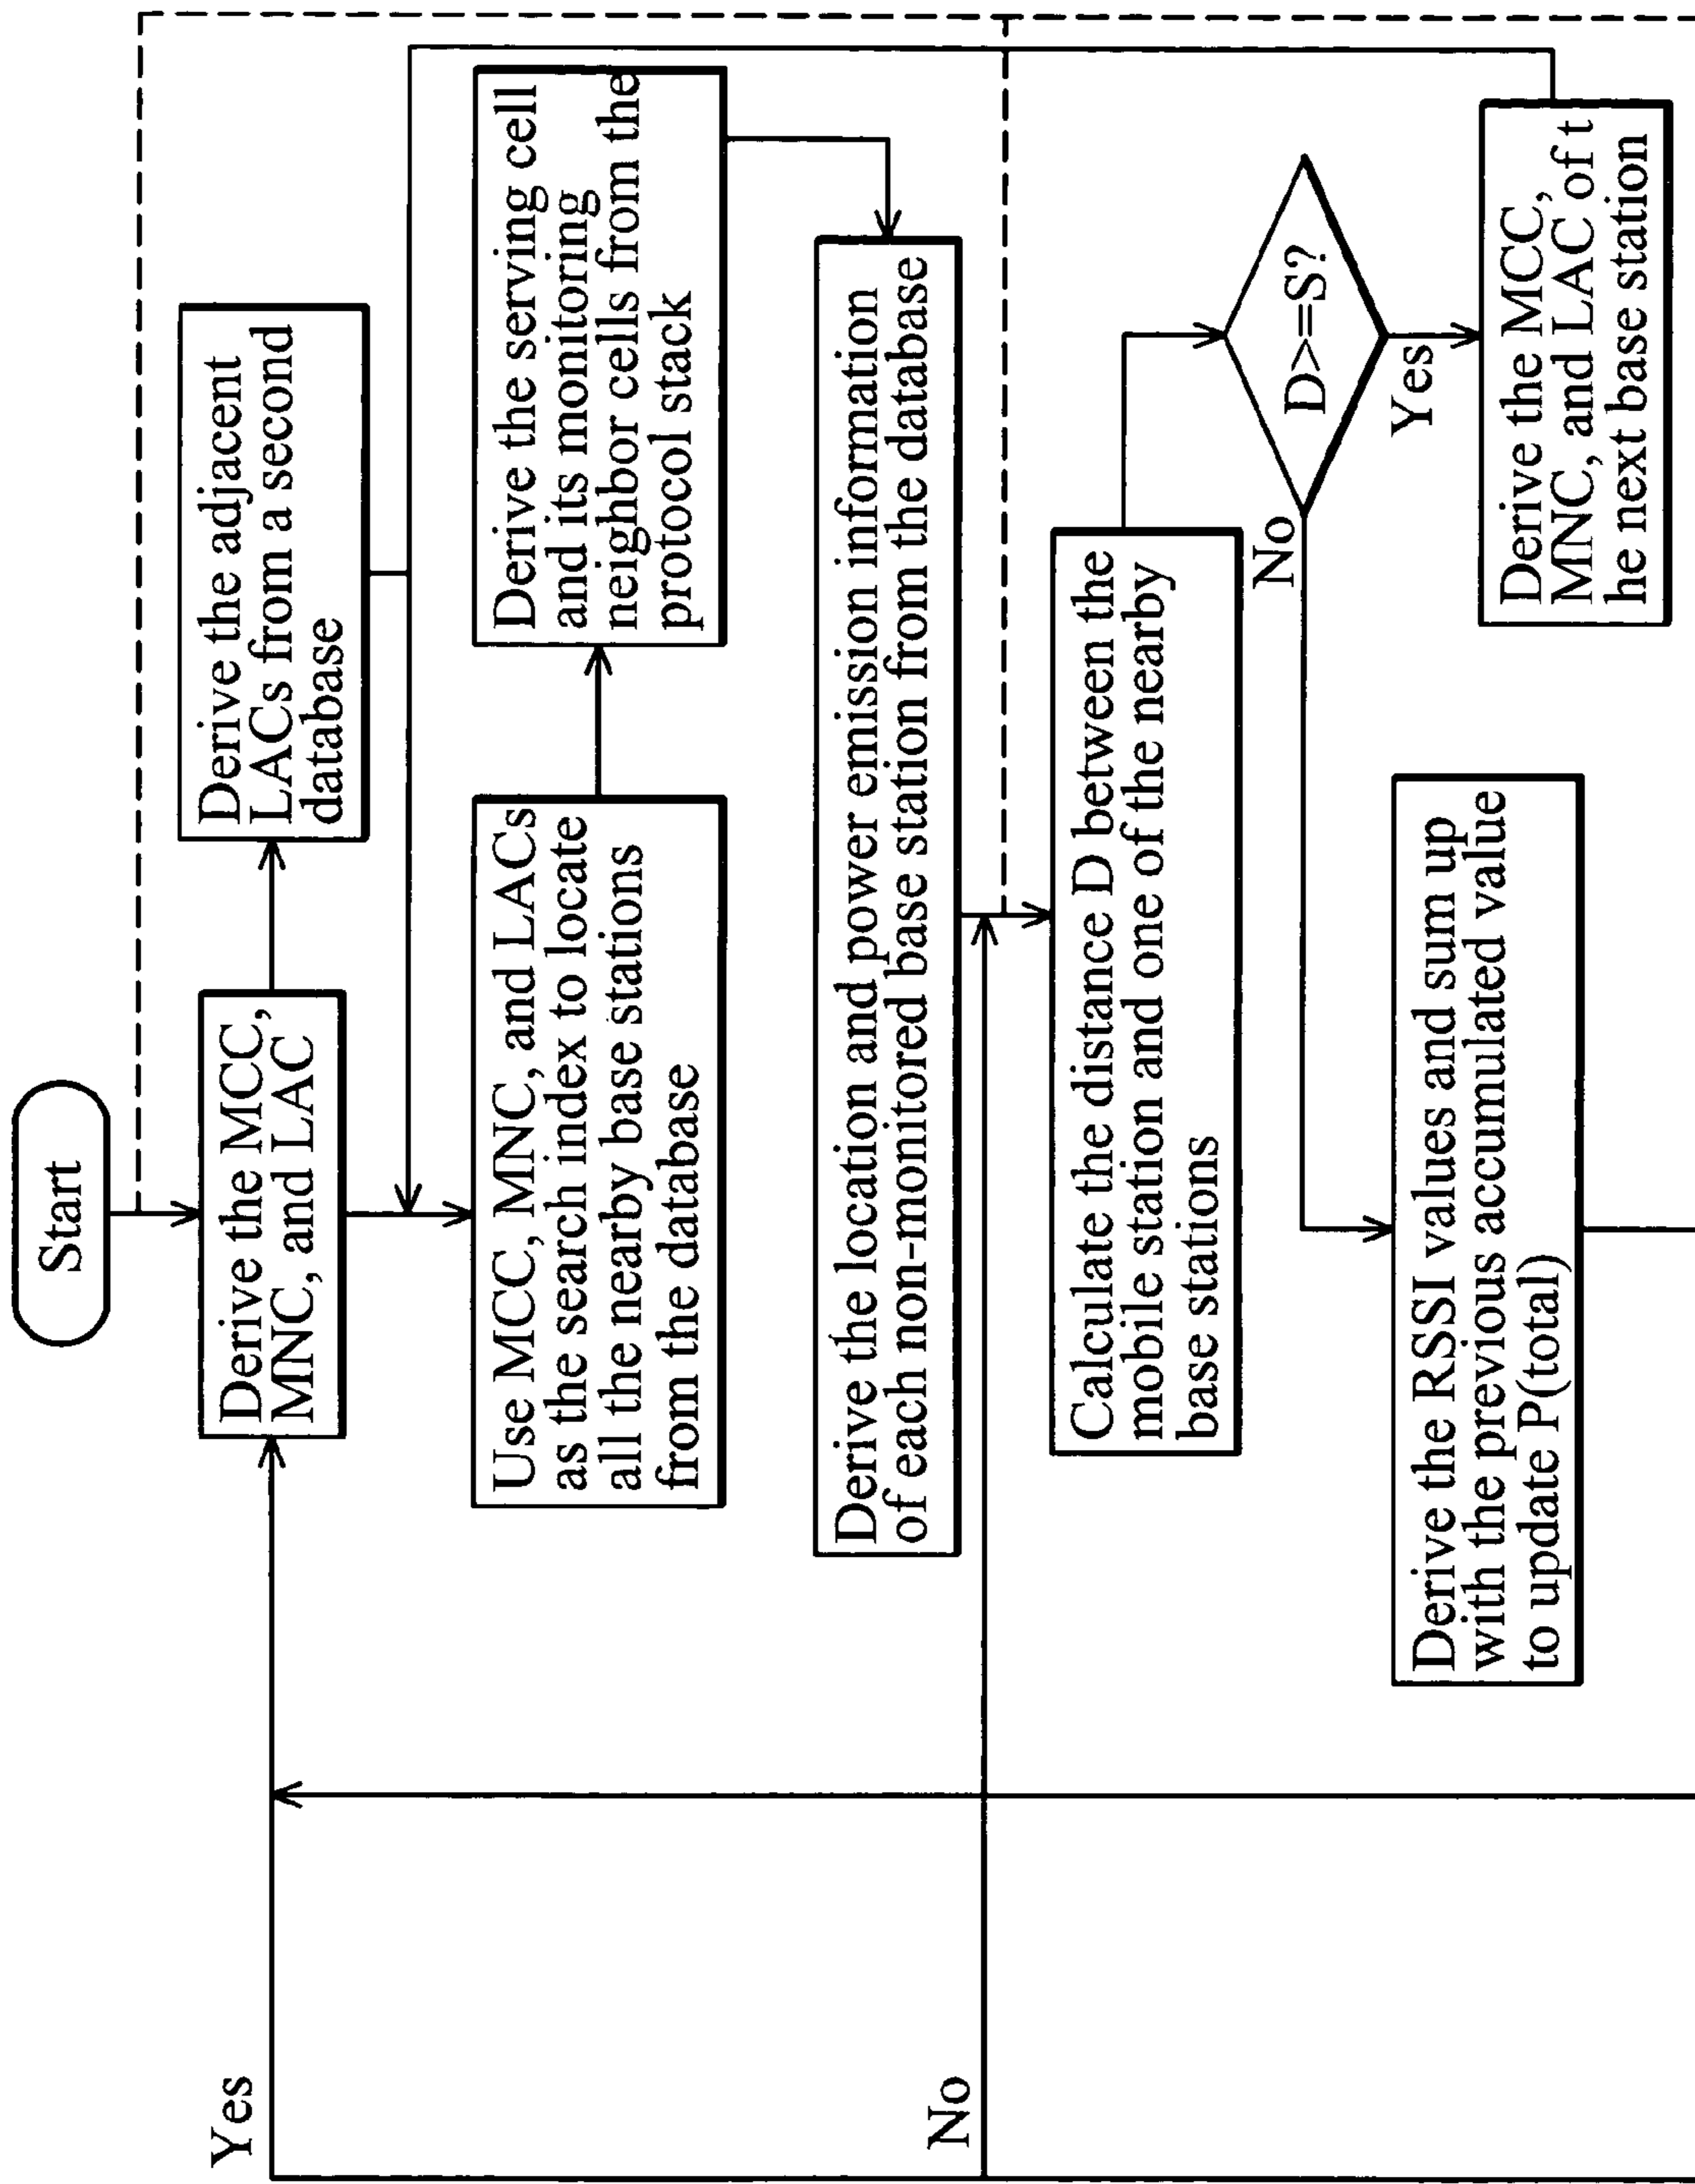 Start
Derive the MCC,
MNC, and LAC
Derive the adjacent
LACs from a second
database
Use MCC, MNC, and LACs
as the search index to locate
all the nearby base stations
from the database
Derive the serving cell
and its monitoring
neighbor cells from the
protocol stack
Derive the location and power emission information
of each non-monitored base station from the database
Calculate the distance D between the
mobile station and one of the nearby
base stations
D>=S?
No
Yes
Derive the MCC,
MNC, and LAC of t
he next base station
Derive the RSSI values and sum up
with the previous accumulated value
to update P(total)
Yes
No